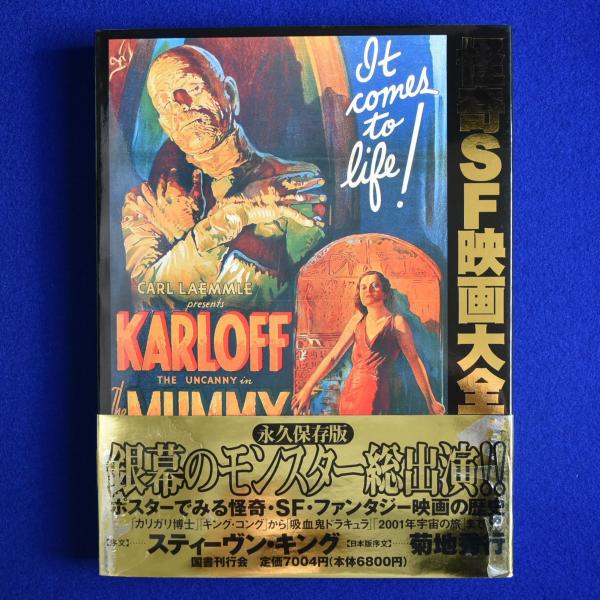 It
comes
to
life!
怪奇SF映画大全
CARL LAEMMLE
presents
KARLOFF
THE UNCANNY in
The MUMMY
永久保存版
銀幕のモンスター総出演!!
ポスターでみる怪奇・SF・ファンタジー映画の歴史
「カリガリ博士」「キング・コング」から「吸血鬼ドラキュラ」「2001年宇宙の旅」まで
【序文】……スティーヴン・キング 【日本版序文】……菊地秀行
国書刊行会 定価7004円(本体6800円)